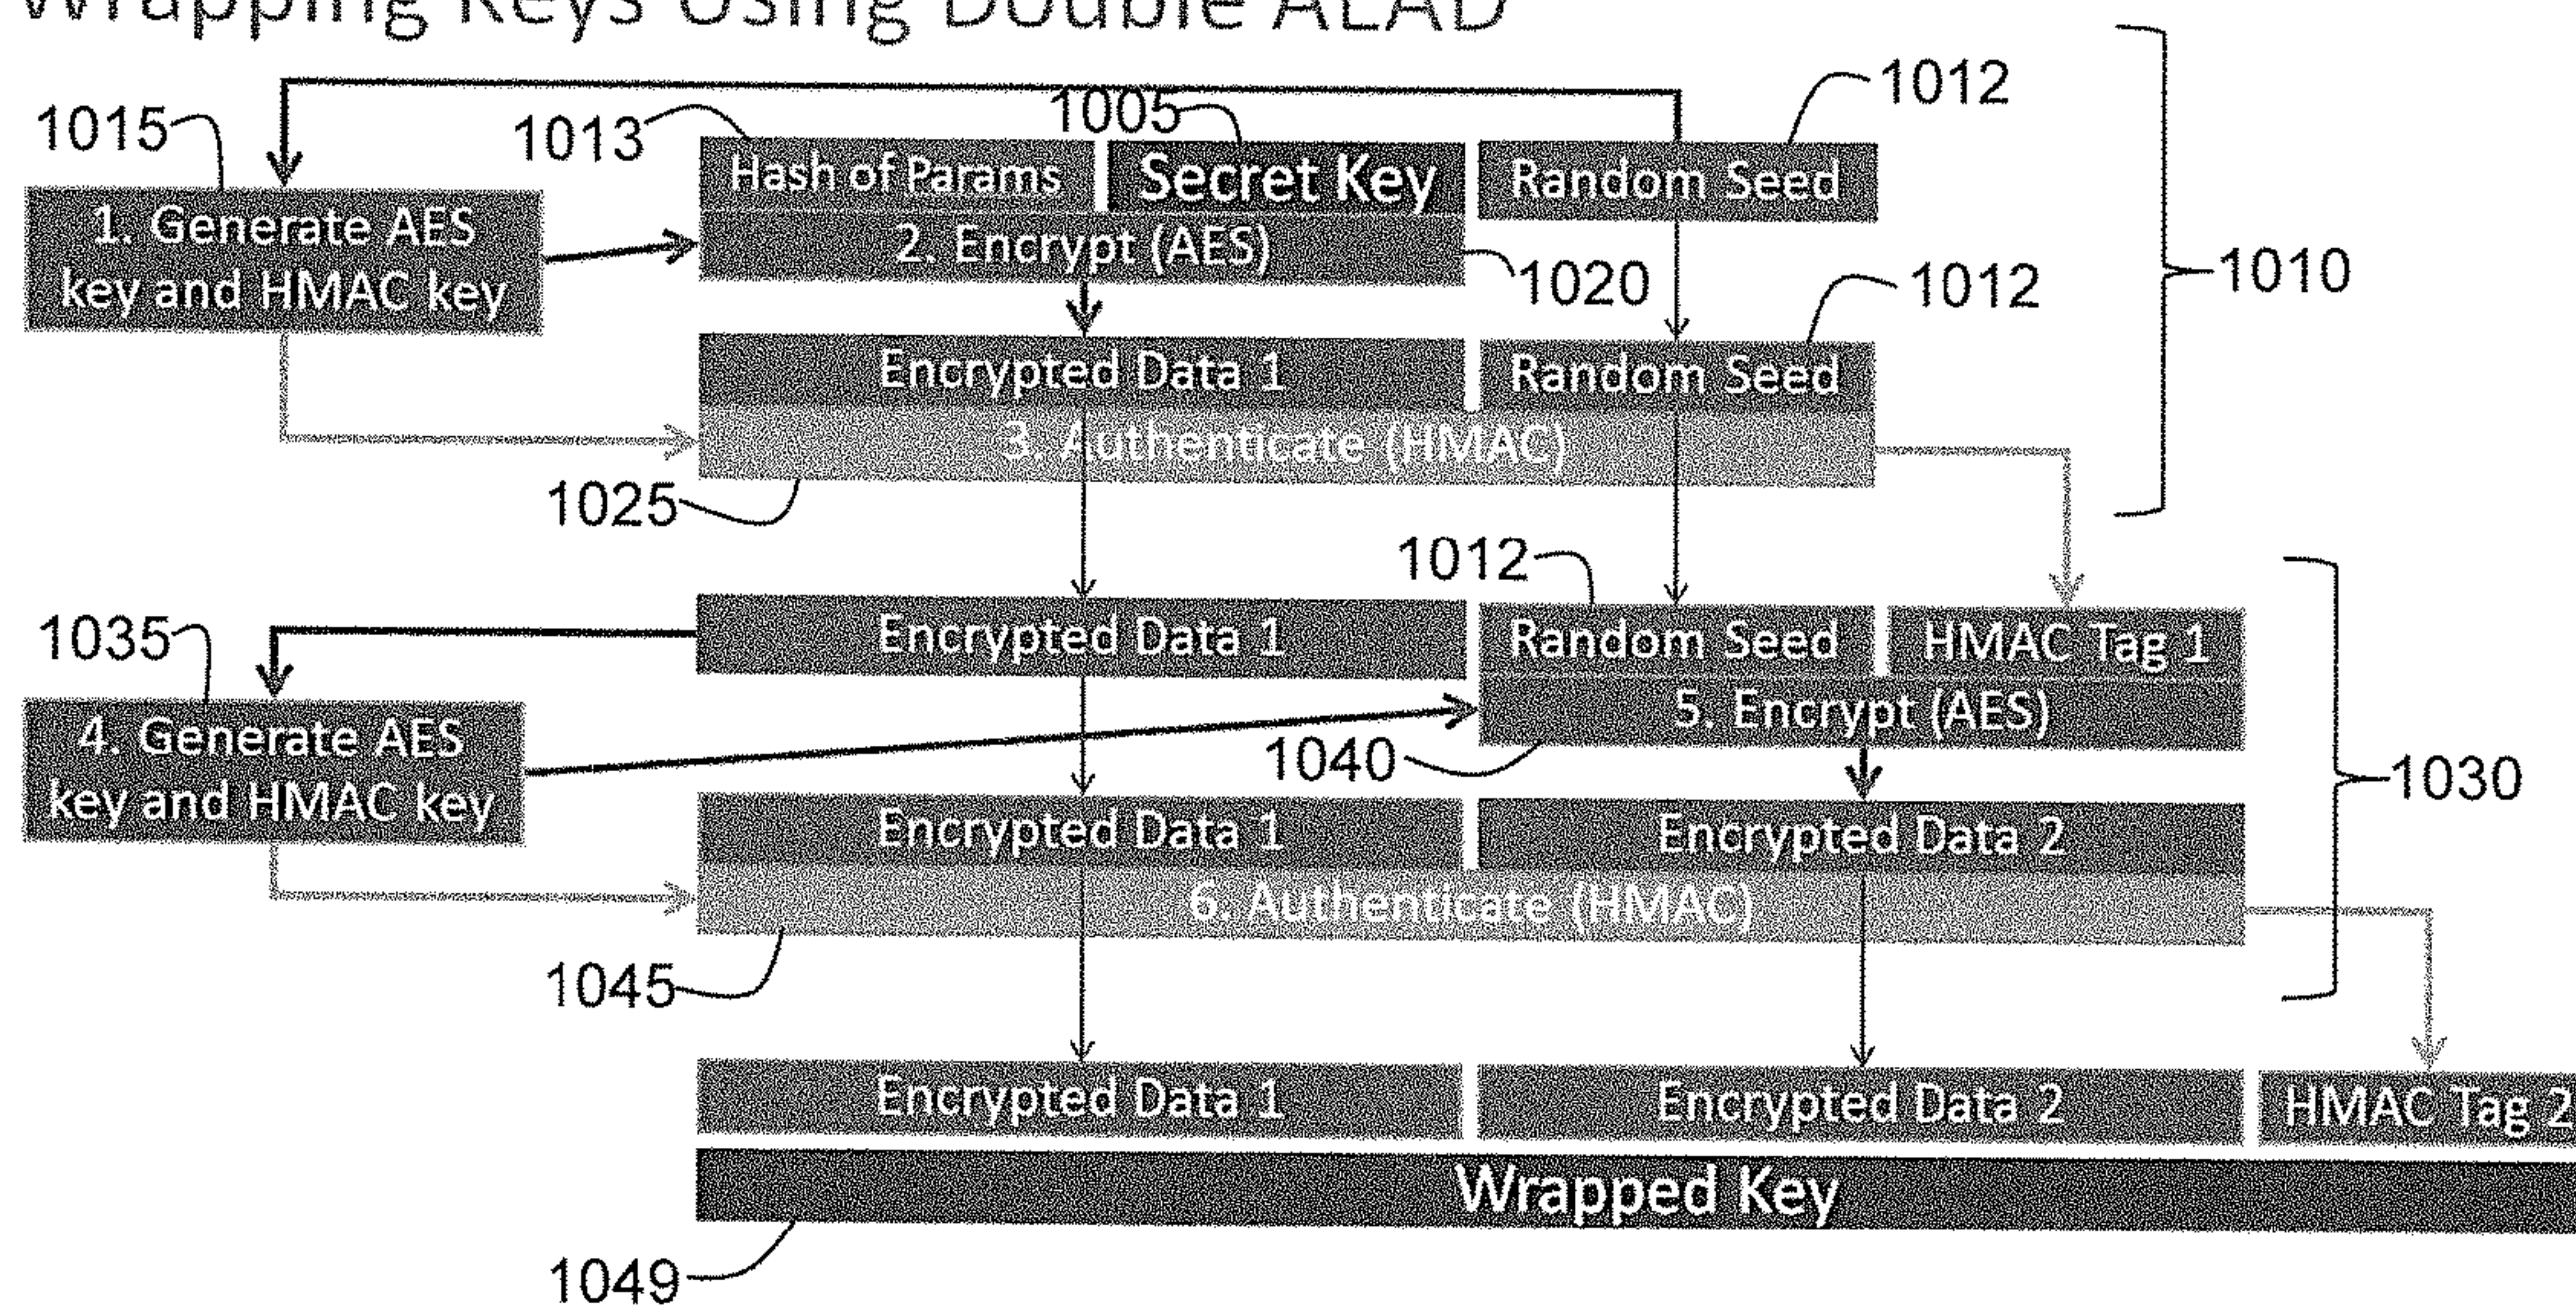 Wrapping Keys Using Double AEAD
1012
1005
1015
1013
Hash of Params
Secret Key
Random Seed
1. Generate AES
key and HMAC key
2. Encrypt (AES)
1020
1012
1010
Encrypted Data 1
Random Seed
3. Authenticate (HMAC)
1025
1012
1035
Encrypted Data 1
Random Seed
HMAC Tag 1
4. Generate AES
key and HMAC key
5. Encrypt (AES)
1040
1030
Encrypted Data 1
Encrypted Data 2
6. Authenticate (HMAC)
1045
Encrypted Data 1
Encrypted Data 2
HMAC Tag 2
Wrapped Key
1049